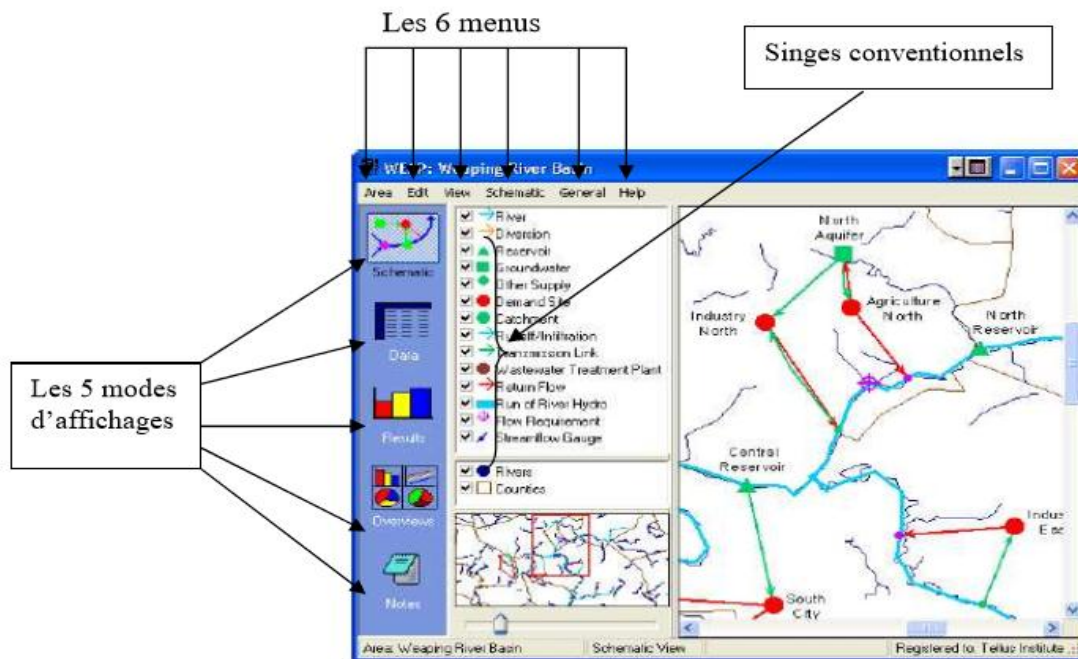 Les 6 menus
Singes conventionnels
WEAP: Weaping River Basin
Area Edit View Schematic General Help
Schematic
Data
Results
Overviews
Notes
River
Diversion
Reservoir
Groundwater
Other Supply
Demand Site
Catchment
Runoff/Infiltration
Transmission Link
Wastewater Treatment Plant
Return Flow
Run of River Hydro
Flow Requirement
Streamflow Gauge
Rivers
Counties
North
Aquifer
Industry
North
Agriculture
North
North
Reservoir
Central
Reservoir
Indus
Eas
South
City
Les 5 modes
d’affichages
Area: Weaping River Basin
Schematic View
Registered to: Tellus Institute